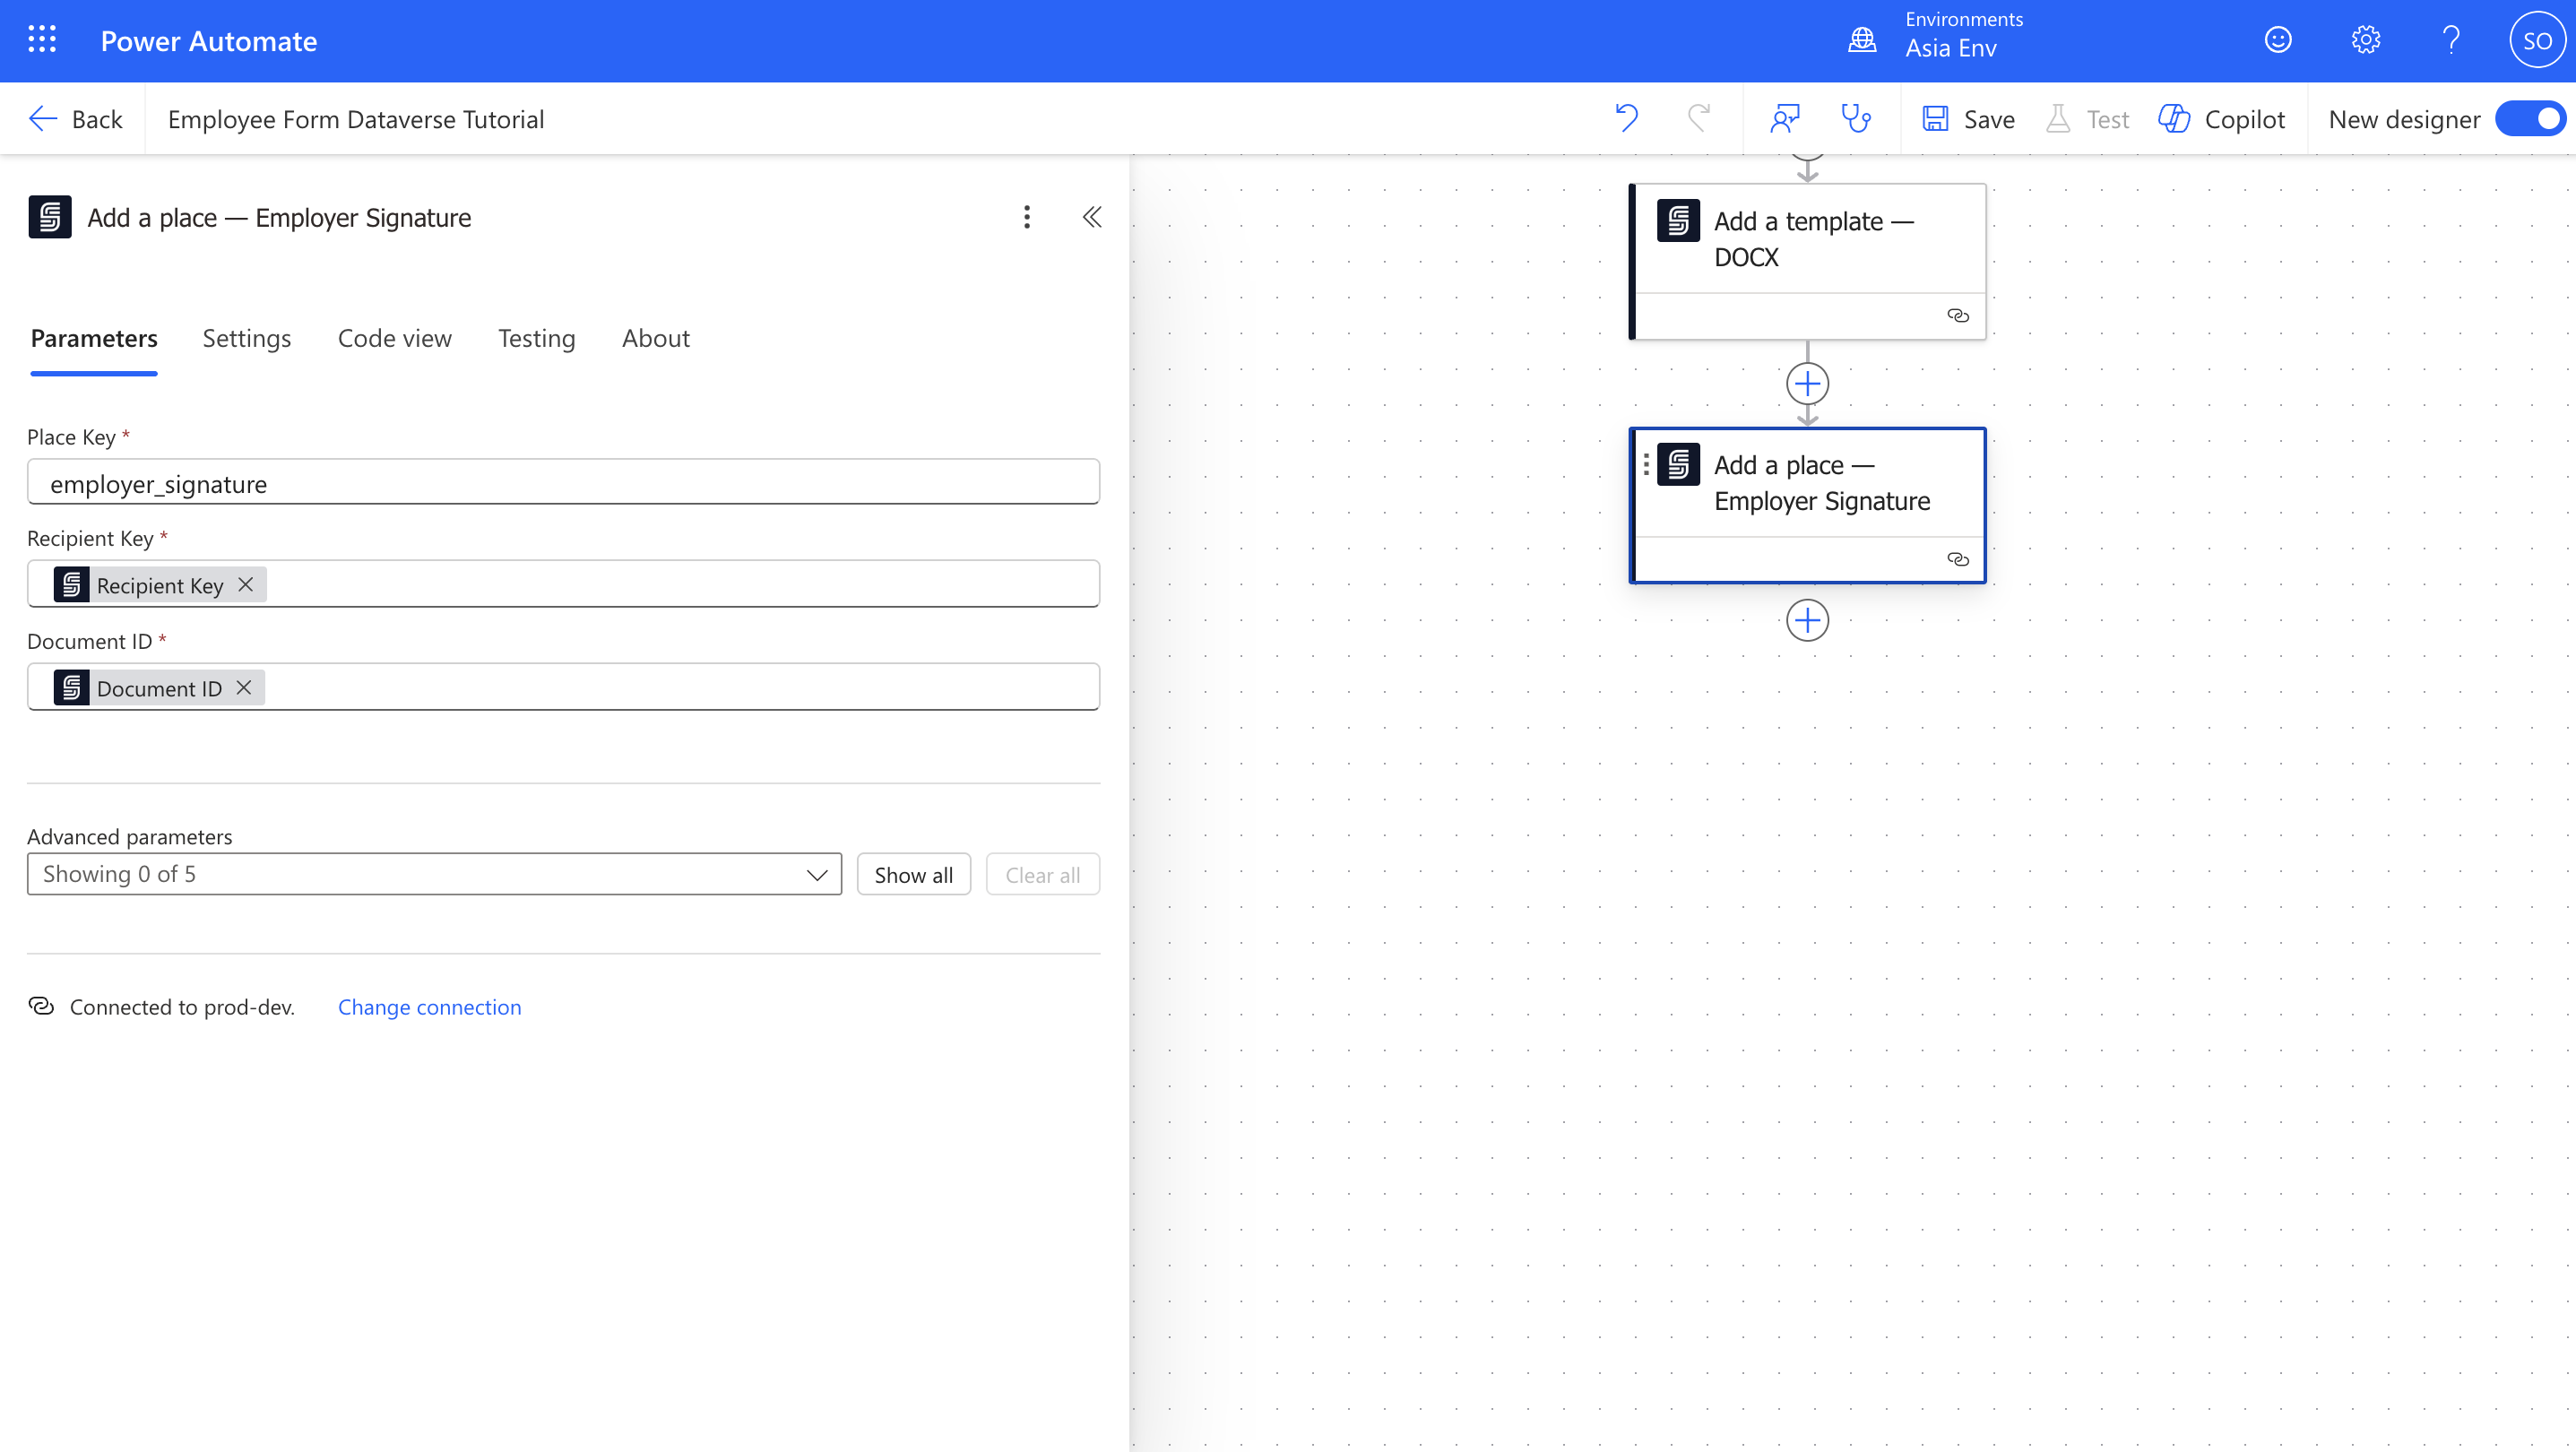 Power Automate
Environments
Asia Env
SO
Back
Employee Form Dataverse Tutorial
Save
Test
Copilot
New designer
Add a place — Employer Signature
Parameters
Settings
Code view
Testing
About
Place Key *
employer_signature
Recipient Key *
Recipient Key
Document ID *
Document ID
Advanced parameters
Showing 0 of 5
Show all
Clear all
Connected to prod-dev.
Change connection
Add a template —
DOCX
Add a place —
Employer Signature